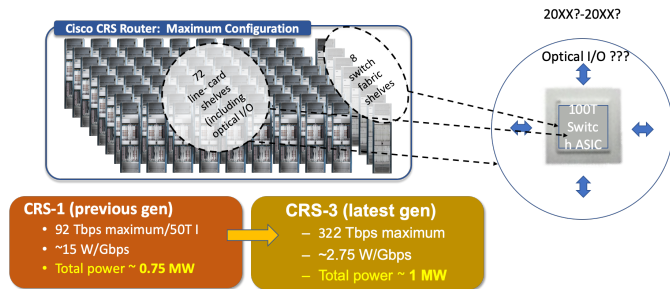 Cisco CRS Router:  Maximum Configuration
72
line- card
shelves
(including
optical I/O
8
switch
fabric
shelves
20XX?-20XX?
Optical I/O ???
100T
Switc
h ASIC
CRS-1 (previous gen)
• 92 Tbps maximum/50T I
• ~15 W/Gbps
• Total power ~ 0.75 MW
CRS-3 (latest gen)
– 322 Tbps maximum
– ~2.75 W/Gbps
– Total power ~ 1 MW